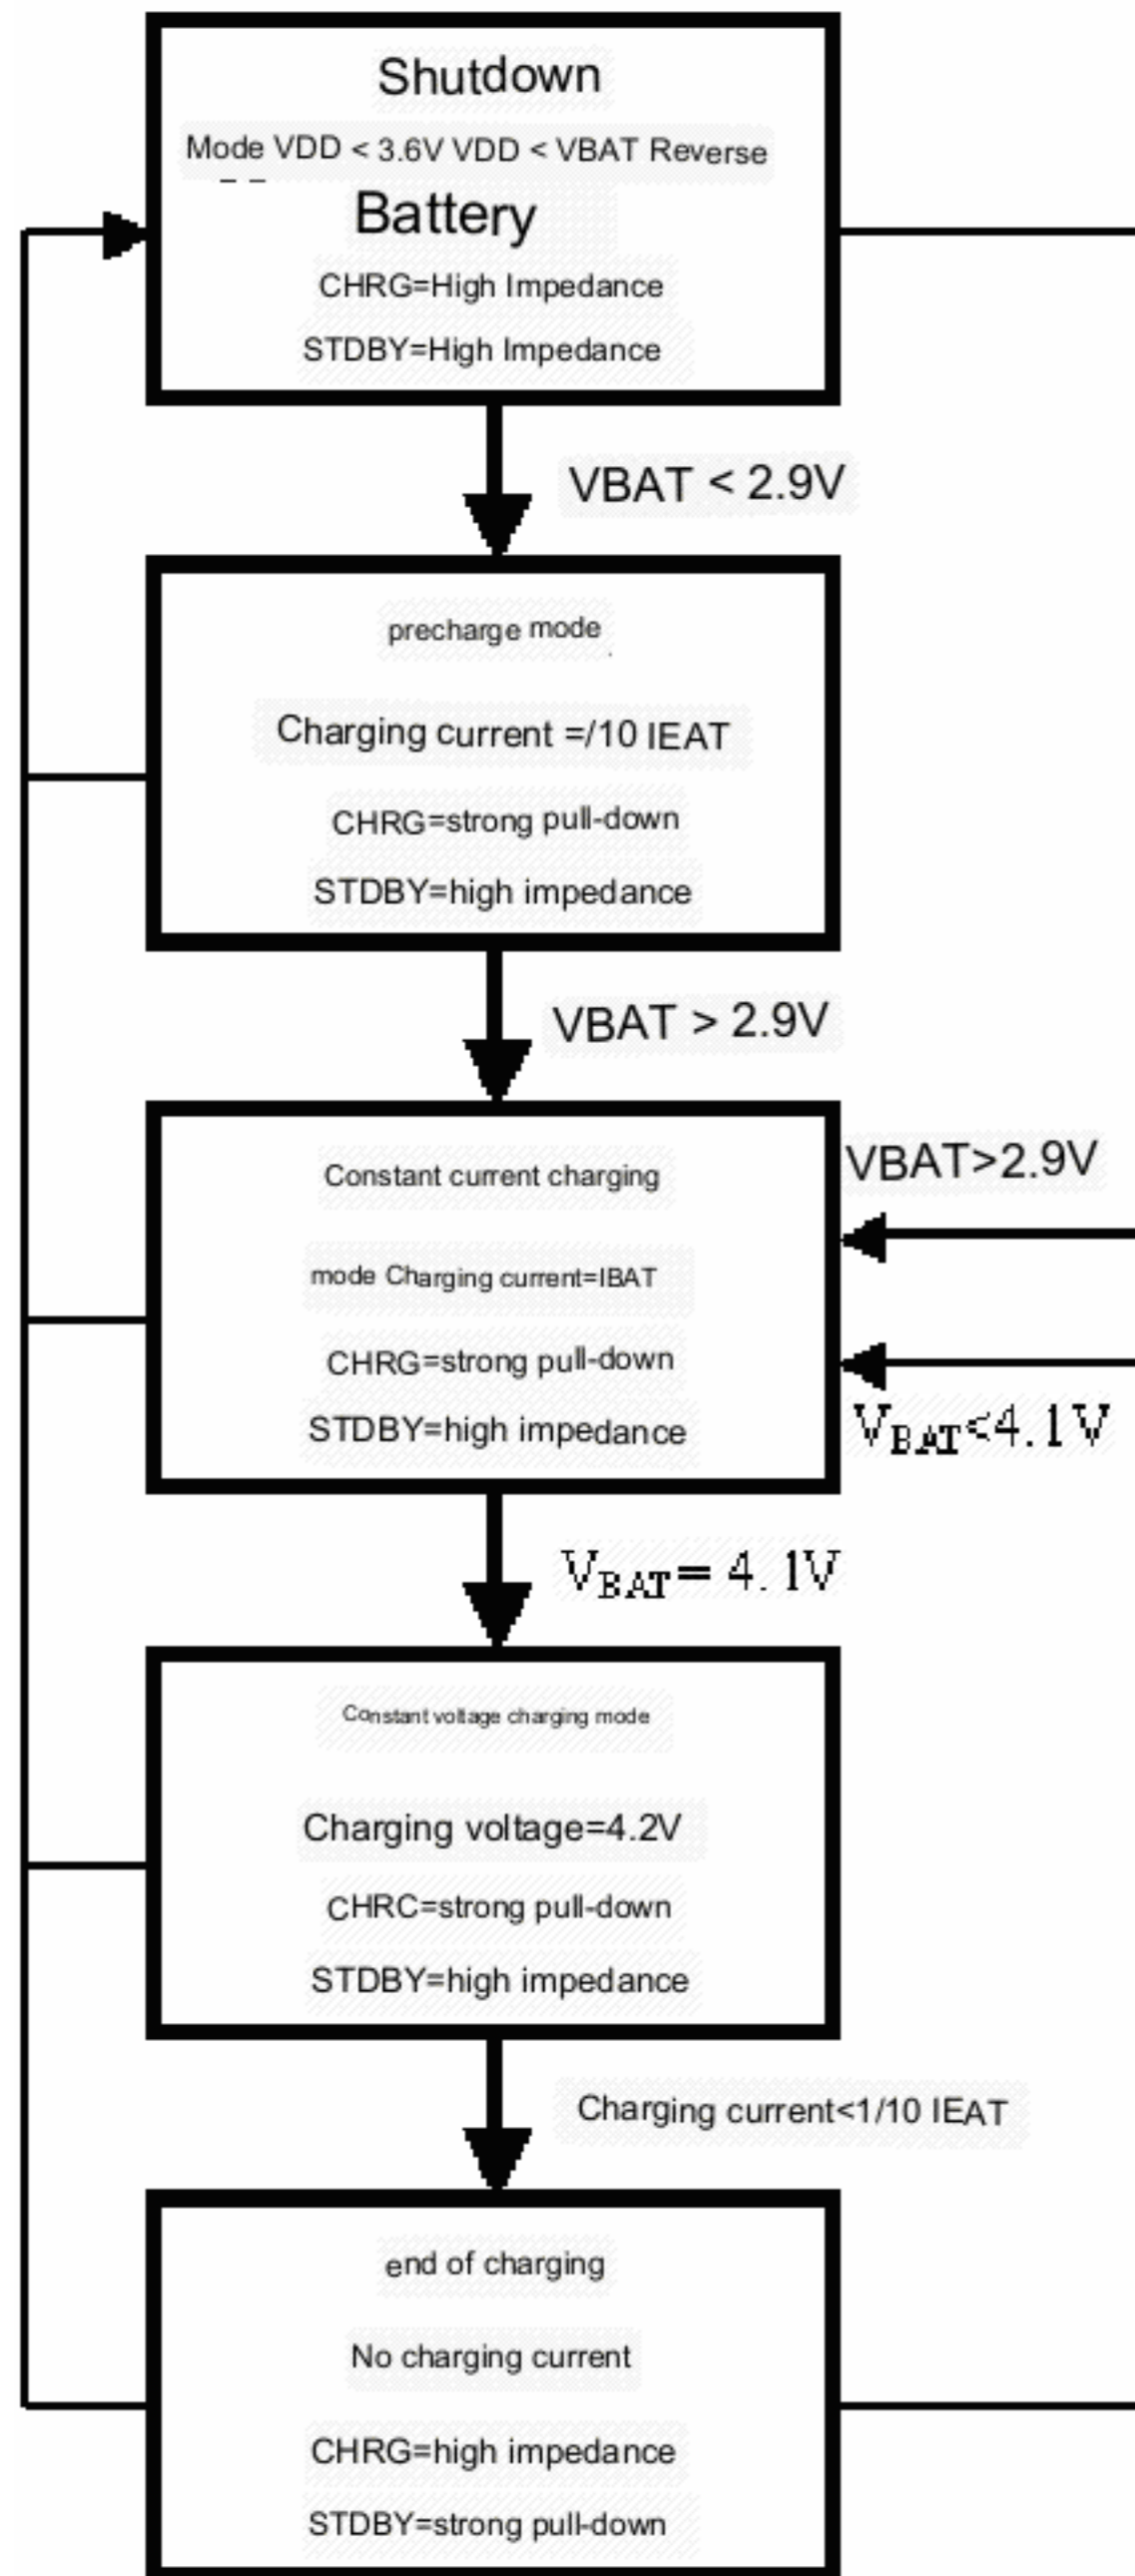 Shutdown
Mode VDD < 3.6V VDD < VBAT Reverse
Battery
CHRG=High Impedance
STDBY=High Impedance
VBAT < 2.9V
precharge mode
Charging current =/10 IEAT
CHRG=strong pull-down
STDBY=high impedance
VBAT > 2.9V
Constant current charging
mode Charging current=IBAT
CHRG=strong pull-down
STDBY=high impedance
VBAT>2.9V
VBAT<4.1V
VBAT= 4.1V
Constant voltage charging mode
Charging voltage=4.2V
CHRC=strong pull-down
STDBY=high impedance
Charging current<1/10 IEAT
end of charging
No charging current
CHRG=high impedance
STDBY=strong pull-down